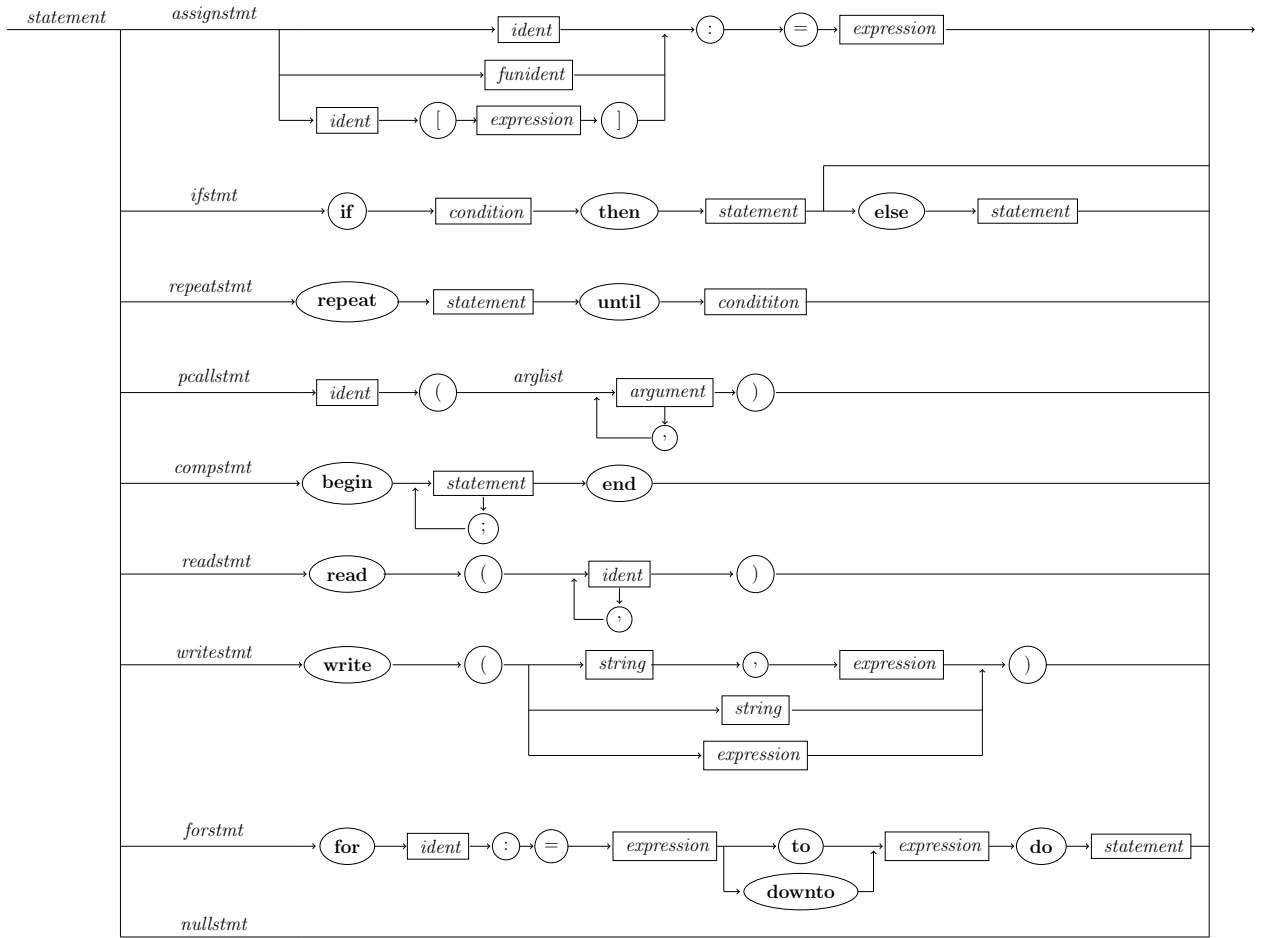 statement assignstmt
ident : = expression
funident
ident [ expression ]
ifstmt if condition then statement else statement
repeatstmt repeat statement until condititon
pcallstmt ident ( arglist argument )
,
compstmt begin statement end
;
readstmt read ( ident )
,
writestmt write ( string , expression )
string
expression
forstmt for ident : = expression to expression do statement
downto
nullstmt